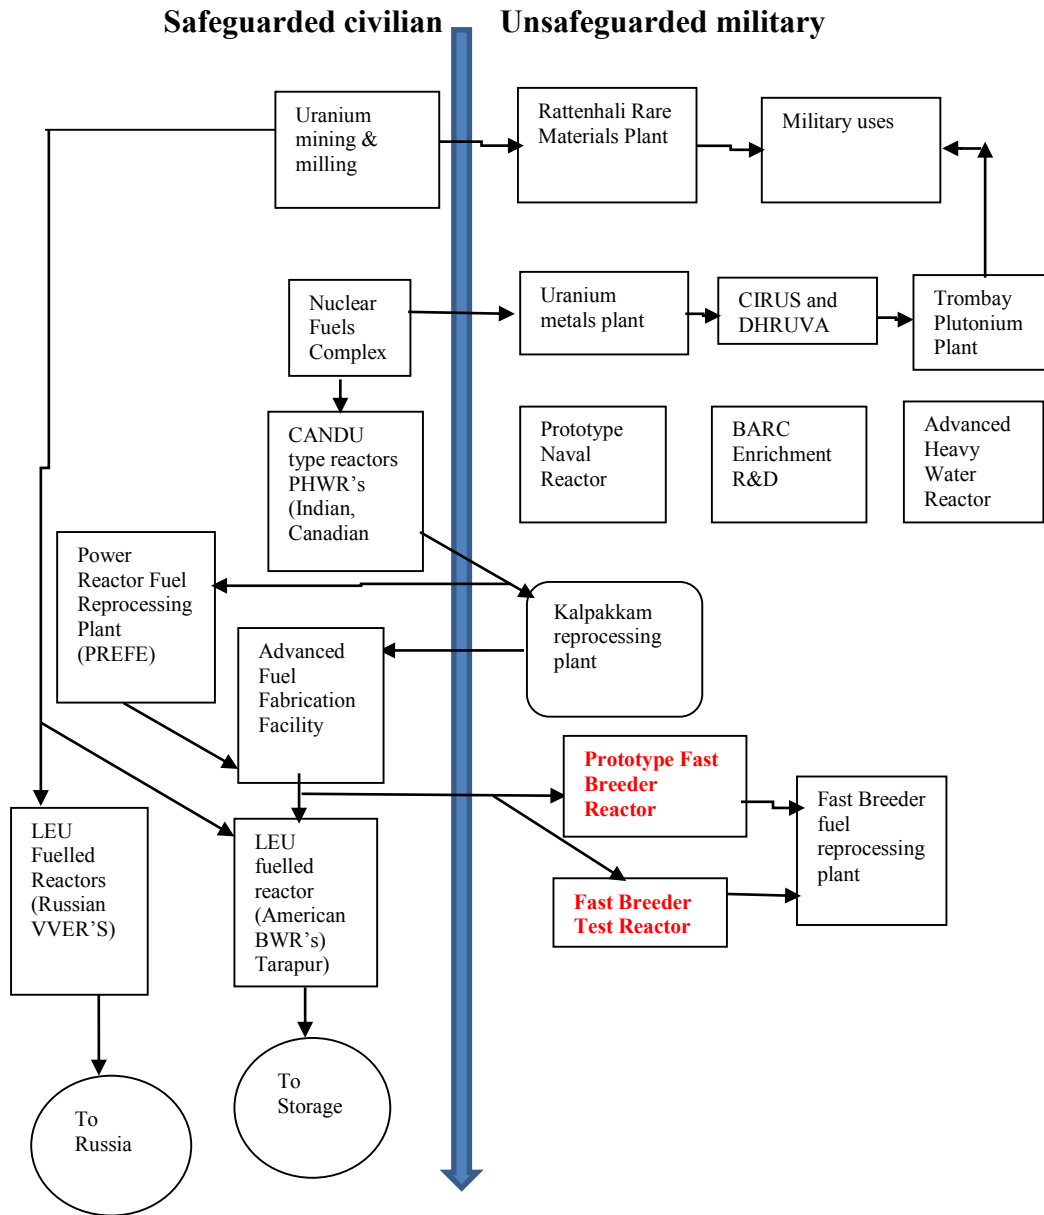 Safeguarded civilian
Unsafeguarded military
Uranium
mining &
milling
Rattenhali Rare
Materials Plant
Military uses
Nuclear
Fuels
Complex
Uranium
metals plant
CIRUS and
DHRUVA
Trombay
Plutonium
Plant
CANDU
type reactors
PHWR’s
(Indian,
Canadian
Prototype
Naval
Reactor
BARC
Enrichment
R&D
Advanced
Heavy
Water
Reactor
Power
Reactor Fuel
Reprocessing
Plant
(PREFE)
Advanced
Fuel
Fabrication
Facility
Kalpakkam
reprocessing
plant
Prototype Fast
Breeder
Reactor
Fast Breeder
fuel
reprocessing
plant
LEU
Fuelled
Reactors
(Russian
VVER’S)
LEU
fuelled
reactor
(American
BWR’s)
Tarapur)
Fast Breeder
Test Reactor
To
Russia
To
Storage